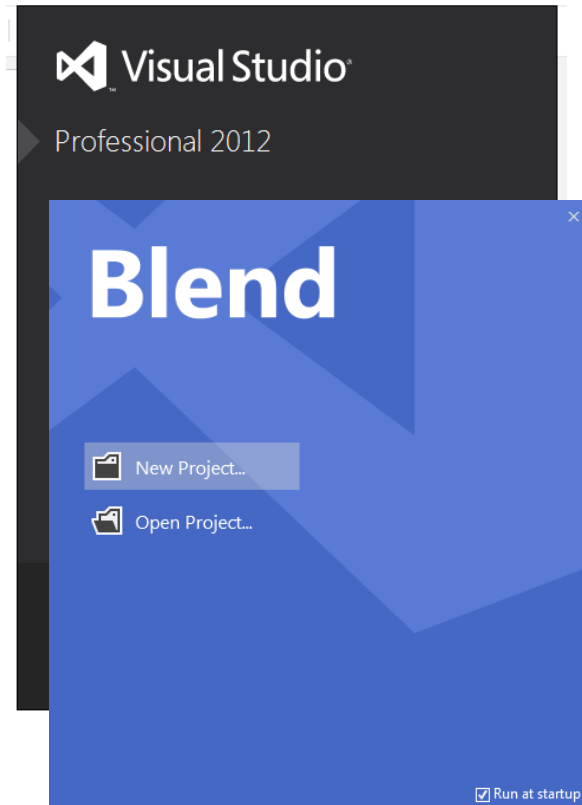 Visual Studio
Professional 2012
Blend
New Project...
Open Project...
Run at startup